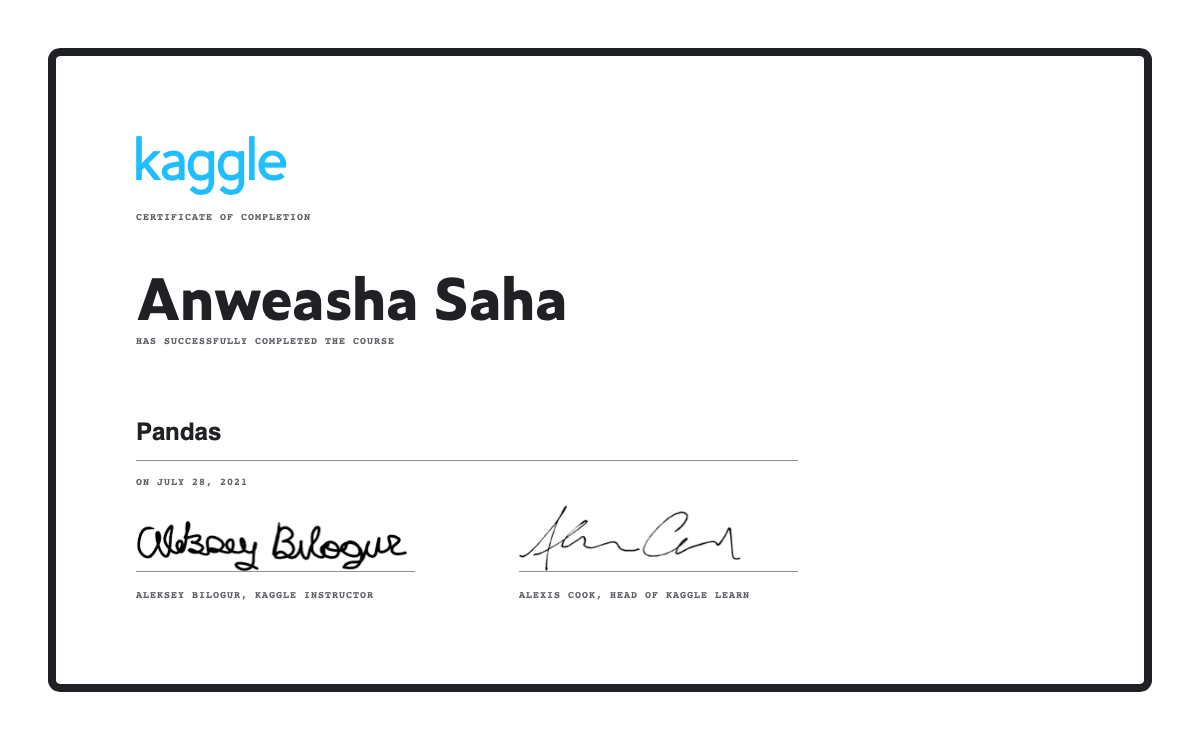 kaggle
CERTIFICATE OF COMPLETION
Anweasha Saha
HAS SUCCESSFULLY COMPLETED THE COURSE
Pandas
ON JULY 28, 2021
Aleksey Bilogur
ALEKSEY BILOGUR, KAGGLE INSTRUCTOR
ALEXIS COOK, HEAD OF KAGGLE LEARN